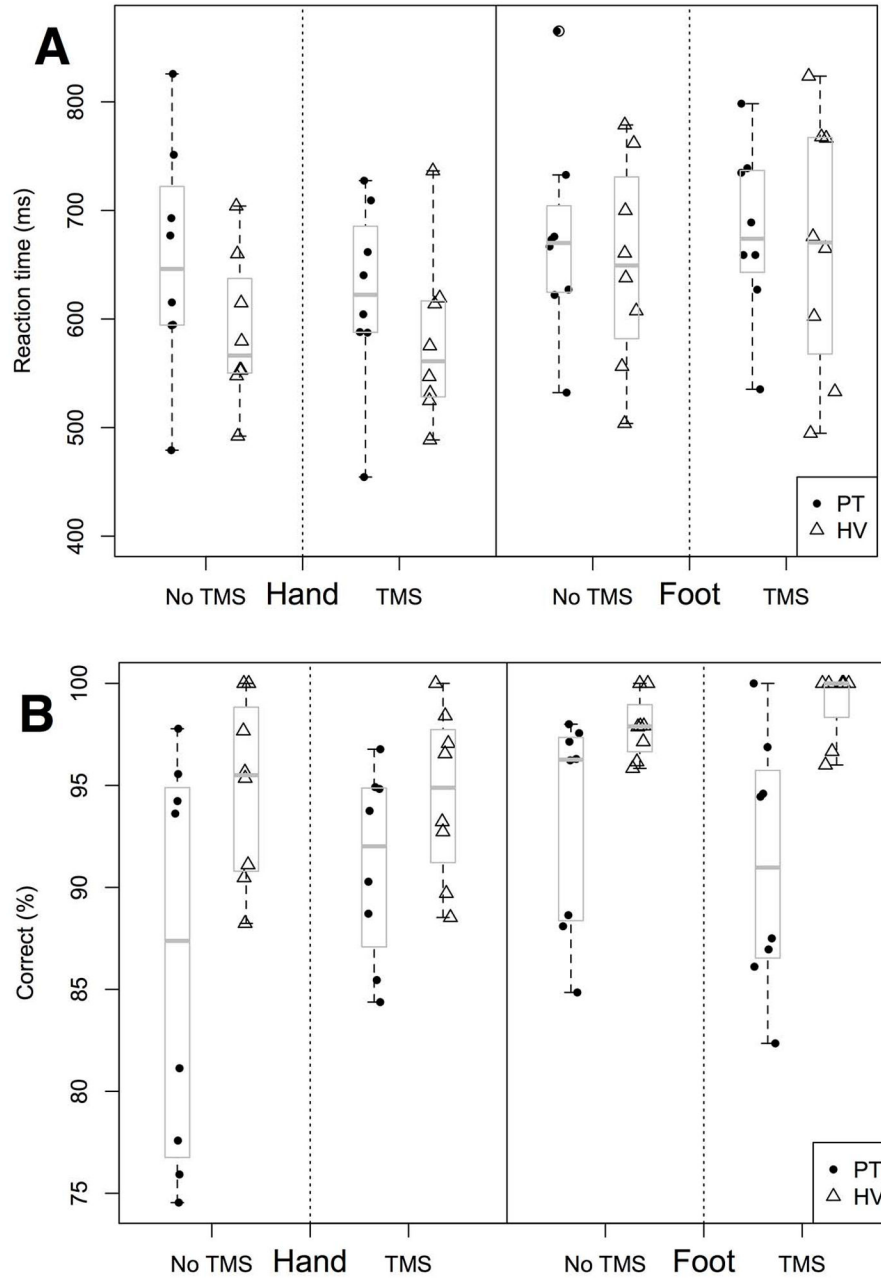 A
Reaction time (ms)
800
700
600
500
400
PT
HV
No TMS Hand TMS No TMS Foot TMS
B
Correct (%)
100
95
90
85
80
75
PT
HV
No TMS Hand TMS No TMS Foot TMS